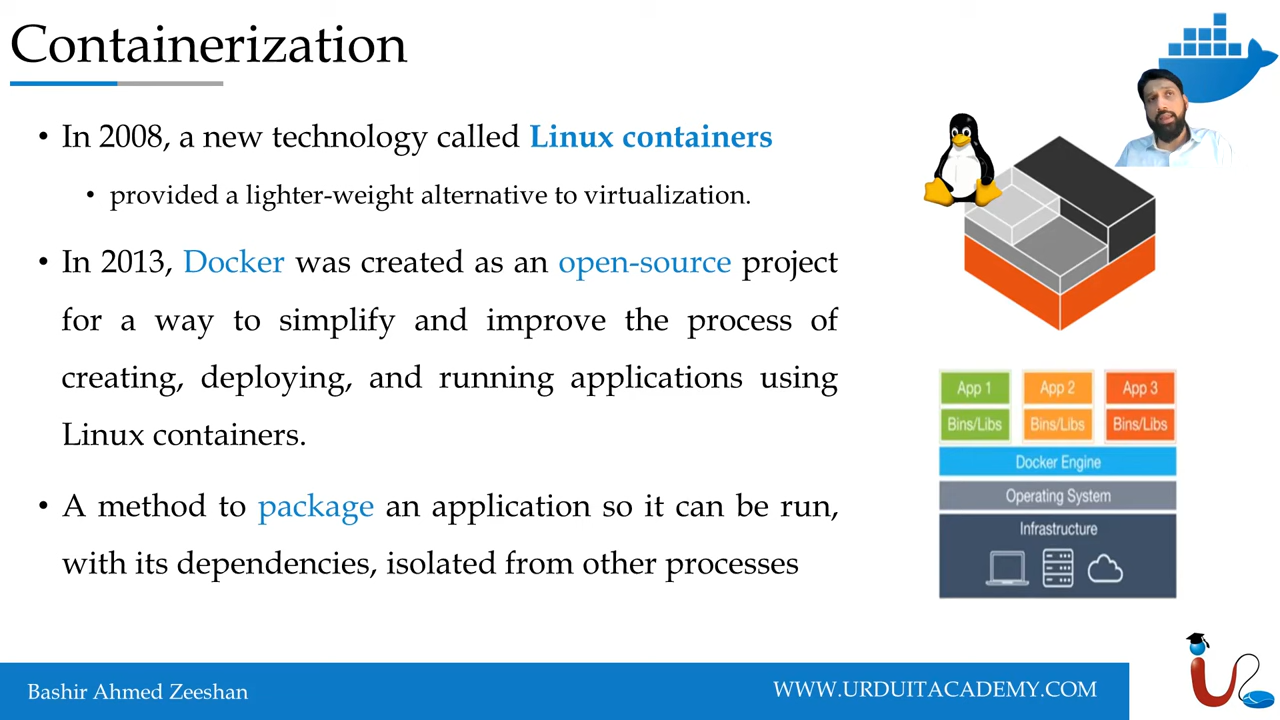 Containerization
• In 2008, a new technology called Linux containers
• provided a lighter-weight alternative to virtualization.
• In 2013, Docker was created as an open-source project
for a way to simplify and improve the process of
creating, deploying, and running applications using
Linux containers.
• A method to package an application so it can be run,
with its dependencies, isolated from other processes
App 1 App 2 App 3
Bins/Libs Bins/Libs Bins/Libs
Docker Engine
Operating System
Infrastructure
Bashir Ahmed Zeeshan
WWW.URDUITACADEMY.COM